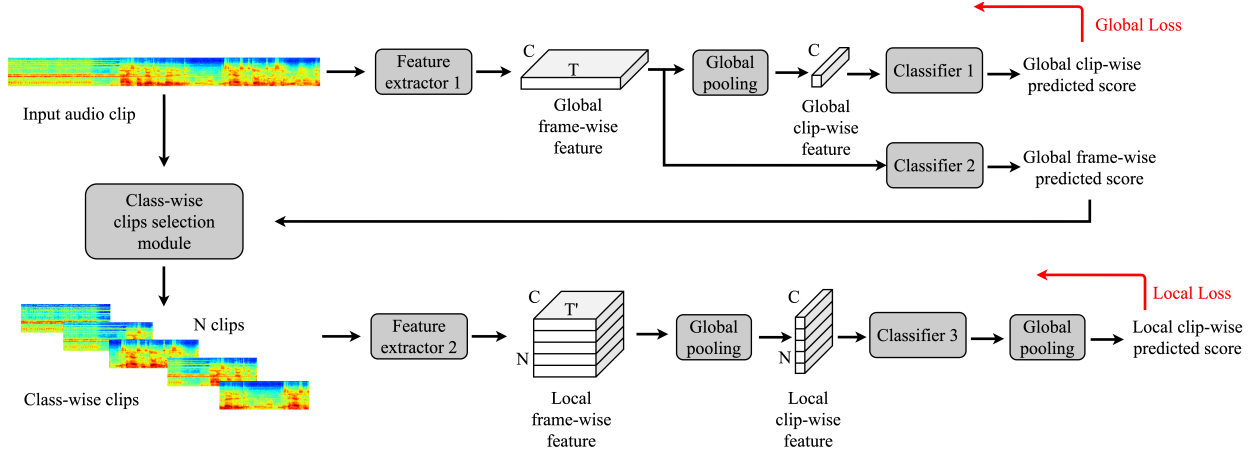 Global Loss
Input audio clip
Feature
extractor 1
C
T
Global
frame-wise
feature
Global
pooling
C
Global
clip-wise
feature
Classifier 1
Global clip-wise
predicted score
Classifier 2
Global frame-wise
predicted score
Class-wise
clips selection
module
N clips
Class-wise clips
Feature
extractor 2
C
T'
N
Local
frame-wise
feature
Global
pooling
C
N
Local
clip-wise
feature
Classifier 3
Global
pooling
Local Loss
Local clip-wise
predicted score